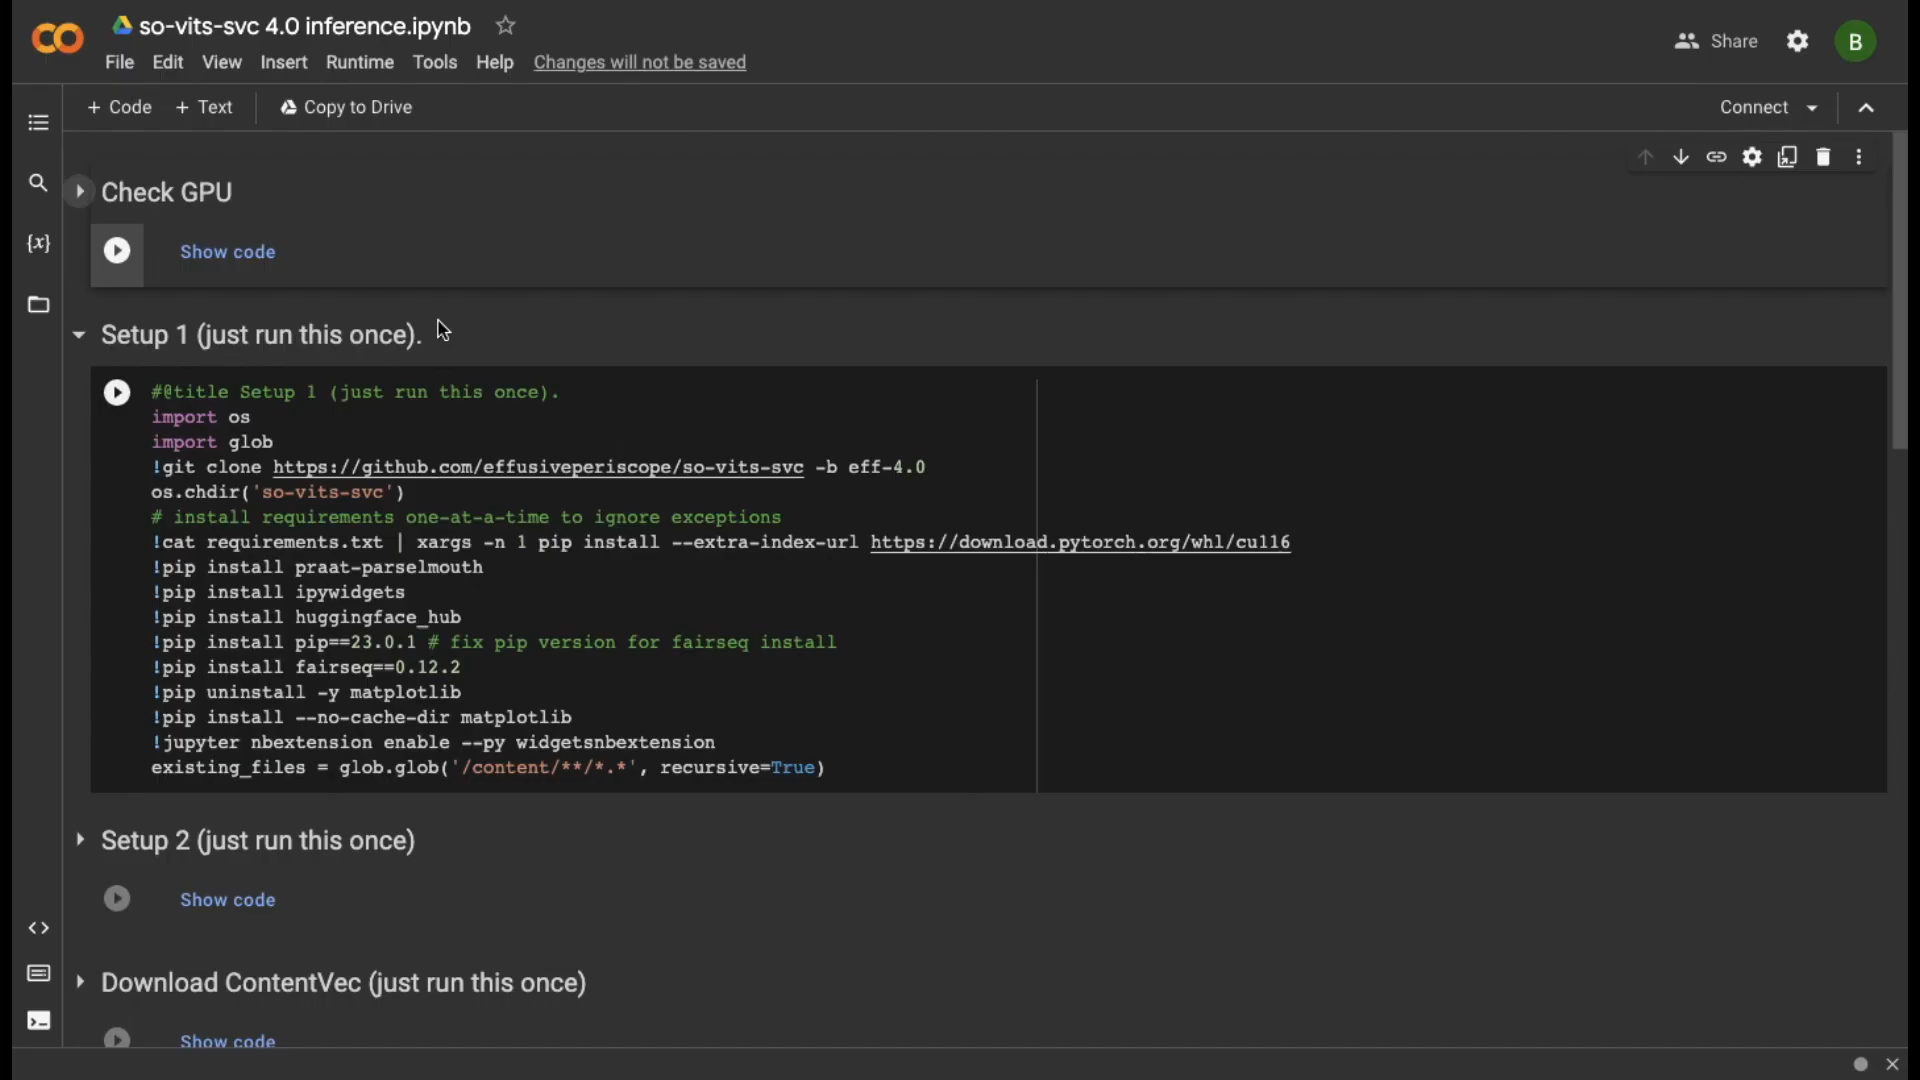 so-vits-svc 4.0 inference.ipynb
Share
B
File Edit View Insert Runtime Tools Help Changes will not be saved
+ Code + Text Copy to Drive
Connect
Check GPU
{x}
Show code
Setup 1 (just run this once).
#@title Setup 1 (just run this once).
import os
import glob
!git clone https://github.com/effusiveperiscope/so-vits-svc -b eff-4.0
os.chdir('so-vits-svc')
# install requirements one-at-a-time to ignore exceptions
!cat requirements.txt | xargs -n 1 pip install --extra-index-url https://download.pytorch.org/whl/cu116
!pip install praat-parselmouth
!pip install ipywidgets
!pip install huggingface_hub
!pip install pip==23.0.1 # fix pip version for fairseq install
!pip install fairseq==0.12.2
!pip uninstall -y matplotlib
!pip install --no-cache-dir matplotlib
!jupyter nbextension enable --py widgetsnbextension
existing_files = glob.glob('/content/**/*.*', recursive=True)
Setup 2 (just run this once)
Show code
Download ContentVec (just run this once)
Show code